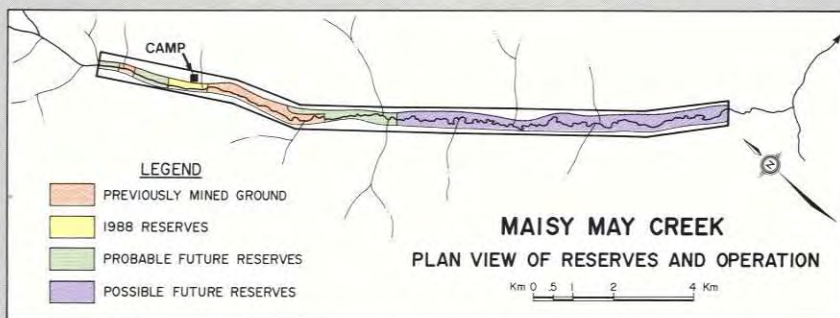 CAMP
LEGEND
PREVIOUSLY MINED GROUND
1988 RESERVES
PROBABLE FUTURE RESERVES
POSSIBLE FUTURE RESERVES
MAISY MAY CREEK
PLAN VIEW OF RESERVES AND OPERATION
Km 0 .5 1 2 4 Km